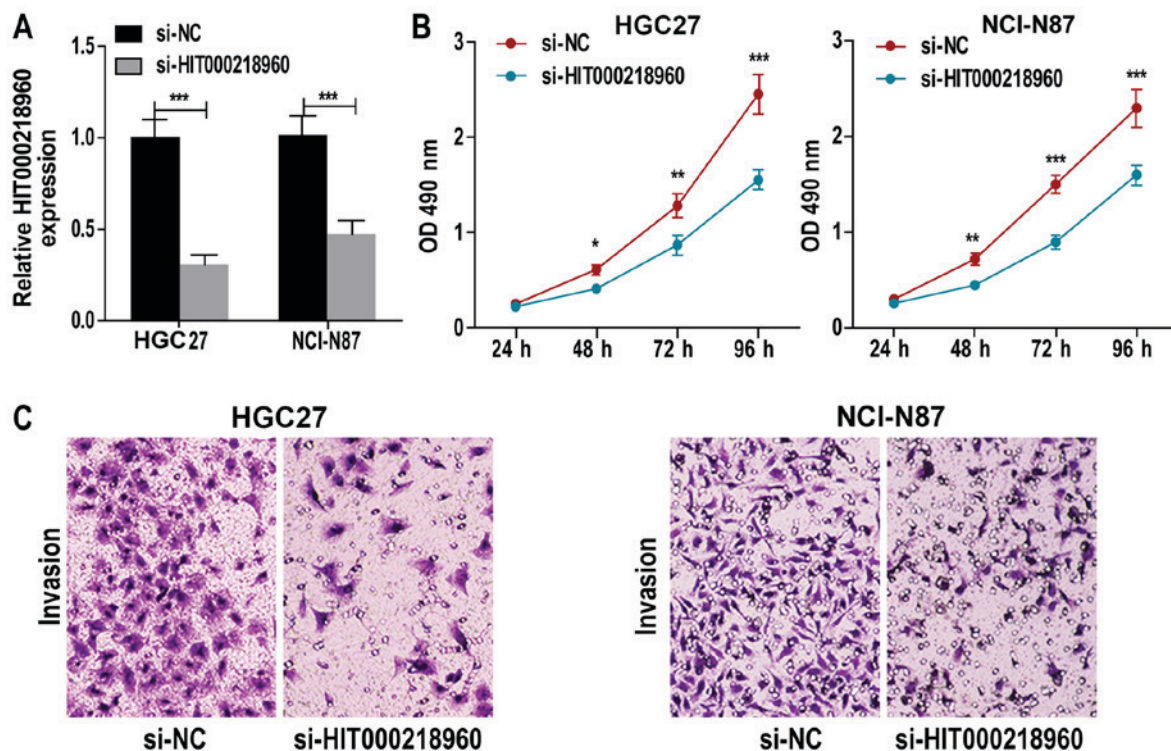 A
si-NC
si-HIT000218960
Relative HIT000218960
expression
1.5
1.0
0.5
0.0
***
***
HGC27
NCI-N87
B
HGC27
si-NC
si-HIT000218960
OD 490 nm
3
2
1
0
*
**
***
24 h
48 h
72 h
96 h
NCI-N87
si-NC
si-HIT000218960
OD 490 nm
3
2
1
0
**
***
***
24 h
48 h
72 h
96 h
C
HGC27
Invasion
si-NC
si-HIT000218960
NCI-N87
Invasion
si-NC
si-HIT000218960